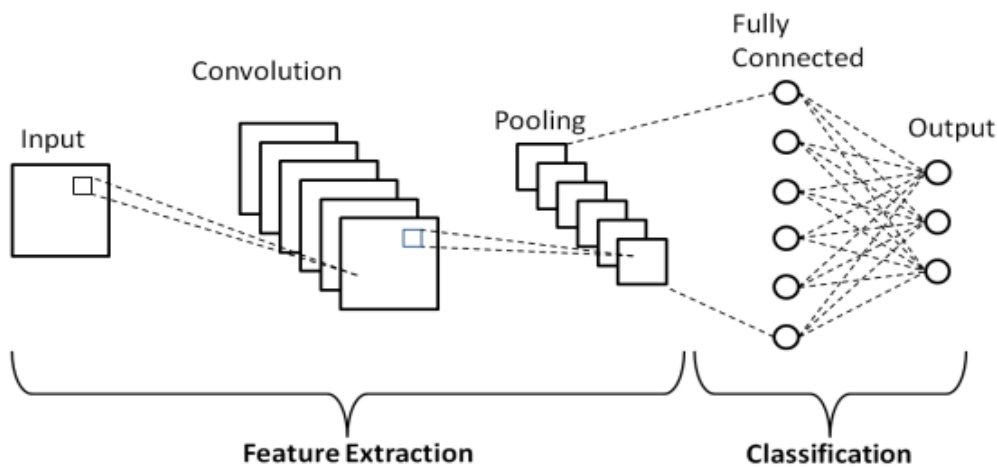 Input
Convolution
Pooling
Fully
Connected
Output
Feature Extraction
Classification